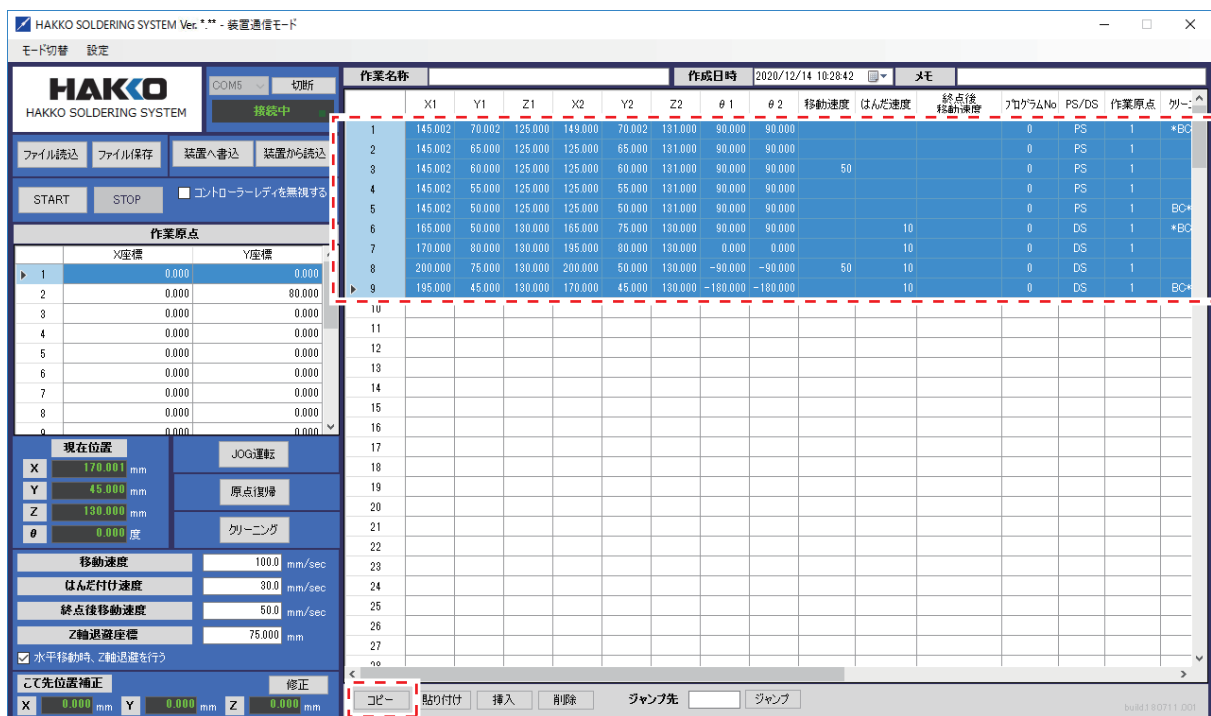 HAKKO SOLDERING SYSTEM Ver. *.** - 装置通信モード
モード切替 設定
HAKKO
HAKKO SOLDERING SYSTEM
COM5 切断
接続中
ファイル読込 ファイル保存 装置へ書込 装置から読込
START STOP コントローラーレディを無視する
作業原点
X座標 Y座標
1 0.000 0.000
2 0.000 80.000
3 0.000 0.000
4 0.000 0.000
5 0.000 0.000
6 0.000 0.000
7 0.000 0.000
8 0.000 0.000
9 0.000 0.000
現在位置
X 170.001 mm
Y 45.000 mm
Z 130.000 mm
θ 0.000 度
JOG運転
原点復帰
クリーニング
移動速度 100.0 mm/sec
はんだ付け速度 30.0 mm/sec
終点後移動速度 50.0 mm/sec
Z軸退避座標 75.000 mm
水平移動時、Z軸退避を行う
こて先位置補正 修正
X 0.000 mm Y 0.000 mm Z 0.000 mm
作業名称 作成日時 2020/12/14 10:28:42 メモ
X1 Y1 Z1 X2 Y2 Z2 θ1 θ2 移動速度 はんだ速度 終点後移動速度 プログラムNo PS/DS 作業原点 クリーニ
1 145.002 70.002 125.000 149.000 70.002 131.000 90.000 90.000 0 PS 1 *BC
2 145.002 65.000 125.000 125.000 65.000 131.000 90.000 90.000 0 PS 1
3 145.002 60.000 125.000 125.000 60.000 131.000 90.000 90.000 50 0 PS 1
4 145.002 55.000 125.000 125.000 55.000 131.000 90.000 90.000 0 PS 1
5 145.002 50.000 125.000 125.000 50.000 131.000 90.000 90.000 0 PS 1 BC*
6 165.000 50.000 130.000 165.000 75.000 130.000 90.000 90.000 10 0 DS 1 *BC
7 170.000 80.000 130.000 195.000 80.000 130.000 0.000 0.000 10 0 DS 1
8 200.000 75.000 130.000 200.000 50.000 130.000 -90.000 -90.000 50 10 0 DS 1
9 195.000 45.000 130.000 170.000 45.000 130.000 -180.000 -180.000 10 0 DS 1 BC*
10
11
12
13
14
15
16
17
18
19
20
21
22
23
24
25
26
27
28
コピー 貼り付け 挿入 削除 ジャンプ先 ジャンプ
build180711.001